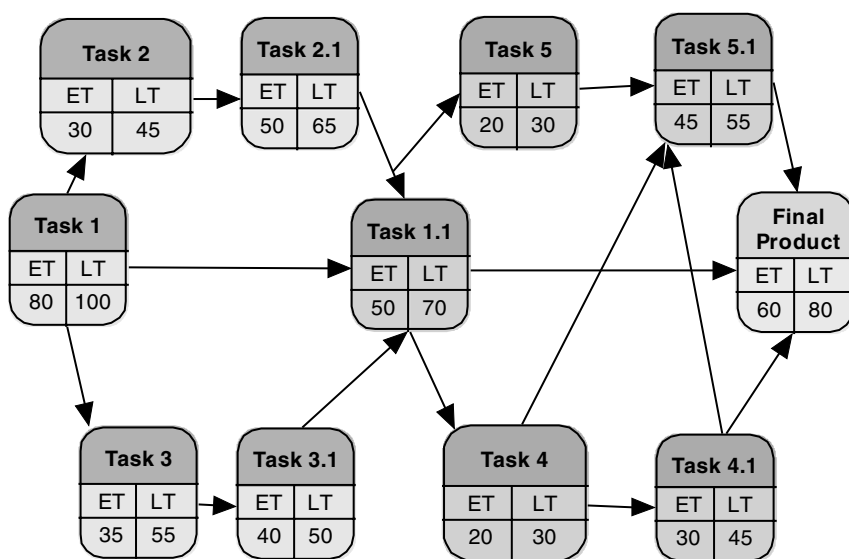 Task 2
ET LT
30 45
Task 2.1
ET LT
50 65
Task 5
ET LT
20 30
Task 5.1
ET LT
45 55
Task 1
ET LT
80 100
Task 1.1
ET LT
50 70
Final
Product
ET LT
60 80
Task 3
ET LT
35 55
Task 3.1
ET LT
40 50
Task 4
ET LT
20 30
Task 4.1
ET LT
30 45